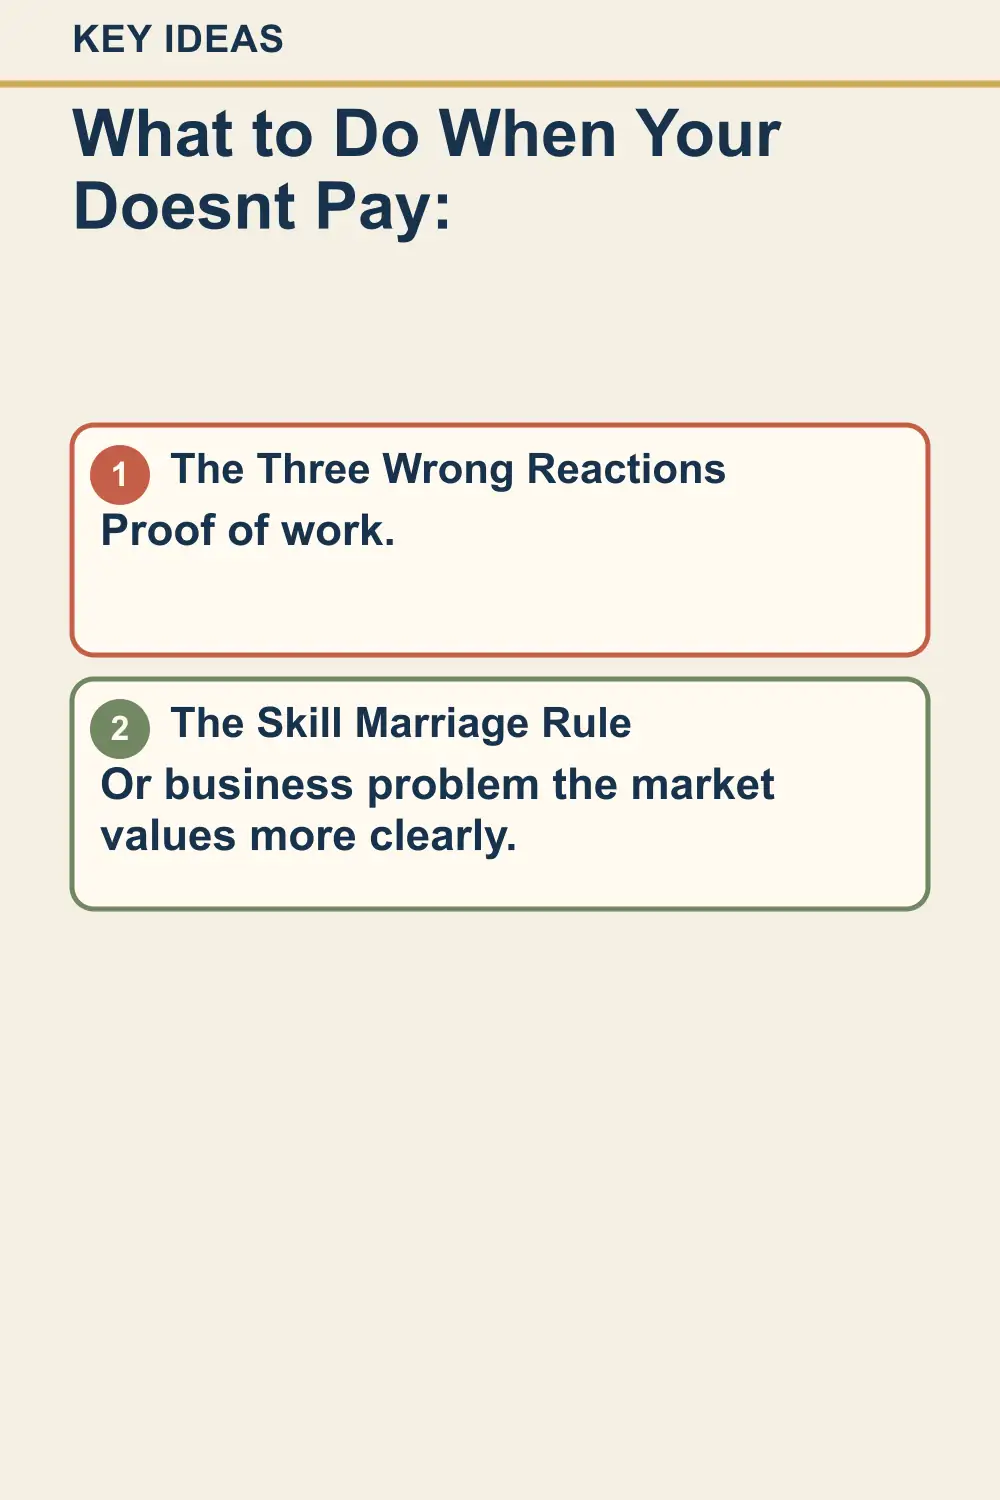 KEY IDEAS
What to Do When Your
Doesnt Pay:
1 The Three Wrong Reactions
Proof of work.
2 The Skill Marriage Rule
Or business problem the market
values more clearly.